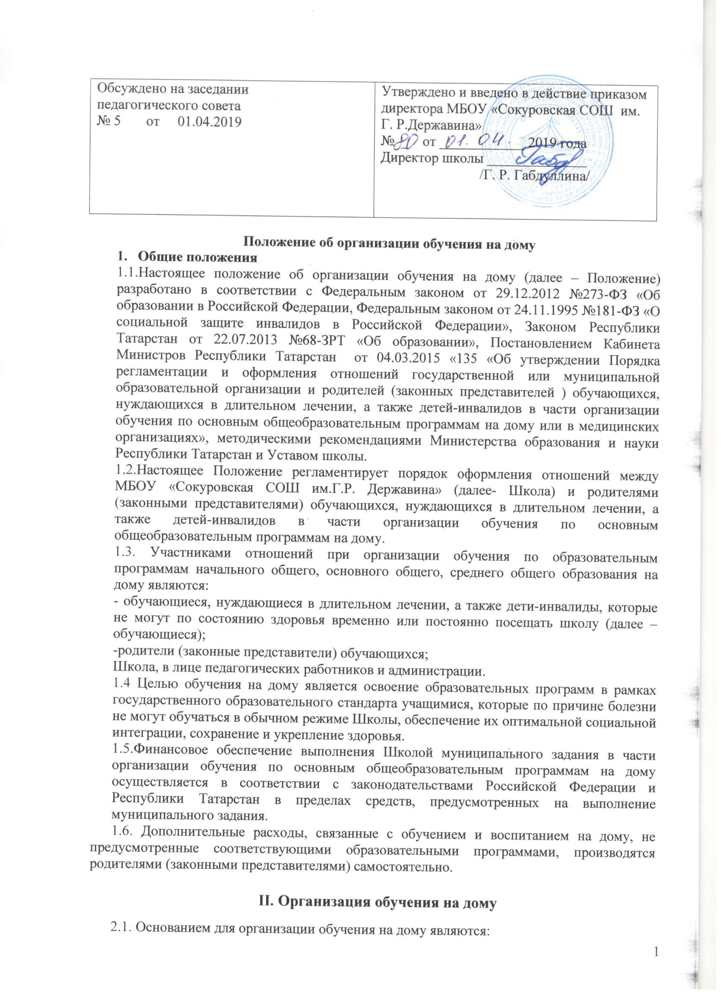 Обсуждено на заседании
педагогического совета
№ 5 от 01.04.2019
Утверждено и введено в действие приказом
директора МБОУ «Сокуровская СОШ им.
Г. Р.Державина»
№ 80 от 01. 04. 2019 года
Директор школы
/Г. Р. Габдуллина/
Положение об организации обучения на дому
1. Общие положения
1.1.Настоящее положение об организации обучения на дому (далее – Положение)
разработано в соответствии с Федеральным законом от 29.12.2012 №273-ФЗ «Об
образовании в Российской Федерации, Федеральным законом от 24.11.1995 №181-ФЗ «О
социальной защите инвалидов в Российской Федерации», Законом Республики
Татарстан от 22.07.2013 №68-ЗРТ «Об образовании», Постановлением Кабинета
Министров Республики Татарстан от 04.03.2015 «135 «Об утверждении Порядка
регламентации и оформления отношений государственной или муниципальной
образовательной организации и родителей (законных представителей ) обучающихся,
нуждающихся в длительном лечении, а также детей-инвалидов в части организации
обучения по основным общеобразовательным программам на дому или в медицинских
организациях», методическими рекомендациями Министерства образования и науки
Республики Татарстан и Уставом школы.
1.2.Настоящее Положение регламентирует порядок оформления отношений между
МБОУ «Сокуровская СОШ им.Г.Р. Державина» (далее- Школа) и родителями
(законными представителями) обучающихся, нуждающихся в длительном лечении, а
также детей-инвалидов в части организации обучения по основным
общеобразовательным программам на дому.
1.3. Участниками отношений при организации обучения по образовательным
программам начального общего, основного общего, среднего общего образования на
дому являются:
- обучающиеся, нуждающиеся в длительном лечении, а также дети-инвалиды, которые
не могут по состоянию здоровья временно или постоянно посещать школу (далее –
обучающиеся);
-родители (законные представители) обучающихся;
Школа, в лице педагогических работников и администрации.
1.4 Целью обучения на дому является освоение образовательных программ в рамках
государственного образовательного стандарта учащимися, которые по причине болезни
не могут обучаться в обычном режиме Школы, обеспечение их оптимальной социальной
интеграции, сохранение и укрепление здоровья.
1.5.Финансовое обеспечение выполнения Школой муниципального задания в части
организации обучения по основным общеобразовательным программам на дому
осуществляется в соответствии с законодательствами Российской Федерации и
Республики Татарстан в пределах средств, предусмотренных на выполнение
муниципального задания.
1.6. Дополнительные расходы, связанные с обучением и воспитанием на дому, не
предусмотренные соответствующими образовательными программами, производятся
родителями (законными представителями) самостоятельно.
II. Организация обучения на дому
2.1. Основанием для организации обучения на дому являются:
1